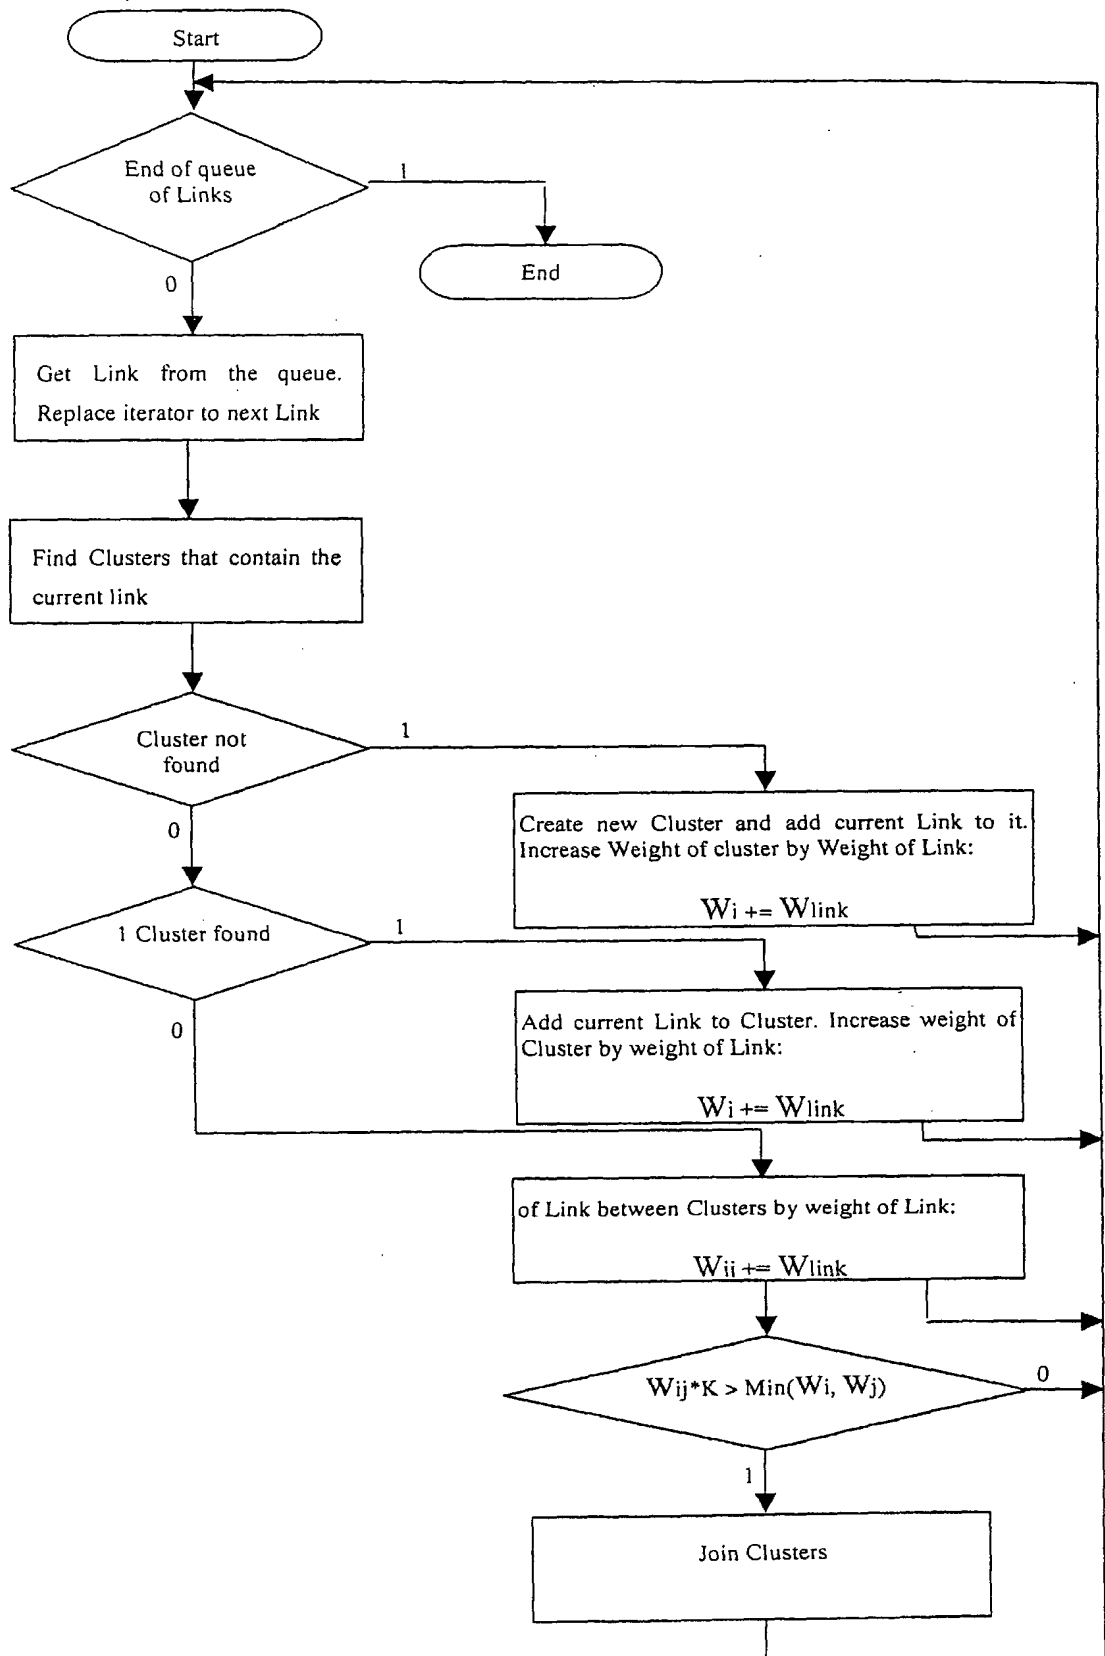 Start
End of queue
of Links
1
End
0
Get Link from the queue.
Replace iterator to next Link
Find Clusters that contain the
current link
Cluster not
found
1
0
Create new Cluster and add current Link to it.
Increase Weight of cluster by Weight of Link:
Wi += Wlink
1 Cluster found
1
0
Add current Link to Cluster. Increase weight of
Cluster by weight of Link:
Wi += Wlink
of Link between Clusters by weight of Link:
Wij += Wlink
Wij*K > Min(Wi, Wj)
0
1
Join Clusters